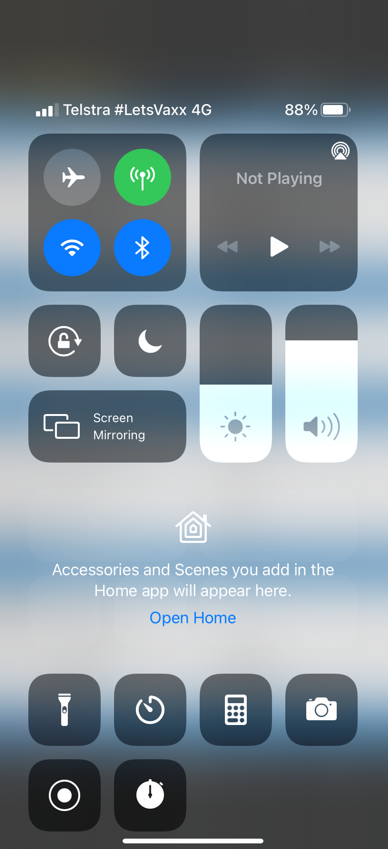 Telstra #LetsVaxx 4G 88%
Not Playing
Screen
Mirroring
Accessories and Scenes you add in the
Home app will appear here.
Open Home